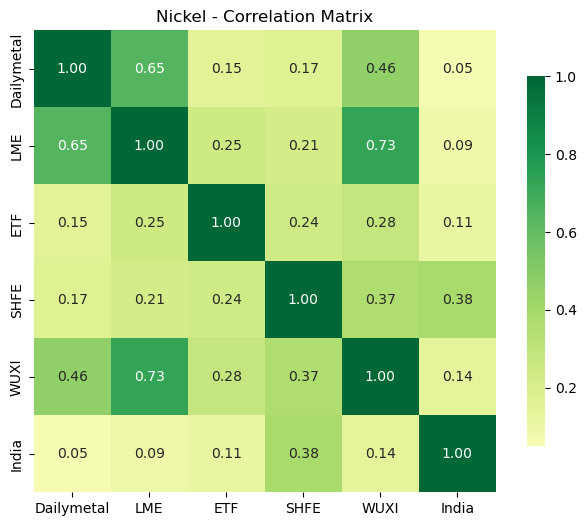 Nickel - Correlation Matrix
Dailymetal 1.00 0.65 0.15 0.17 0.46 0.05
LME 0.65 1.00 0.25 0.21 0.73 0.09
ETF 0.15 0.25 1.00 0.24 0.28 0.11
SHFE 0.17 0.21 0.24 1.00 0.37 0.38
WUXI 0.46 0.73 0.28 0.37 1.00 0.14
India 0.05 0.09 0.11 0.38 0.14 1.00
Dailymetal LME ETF SHFE WUXI India
1.0
0.8
0.6
0.4
0.2